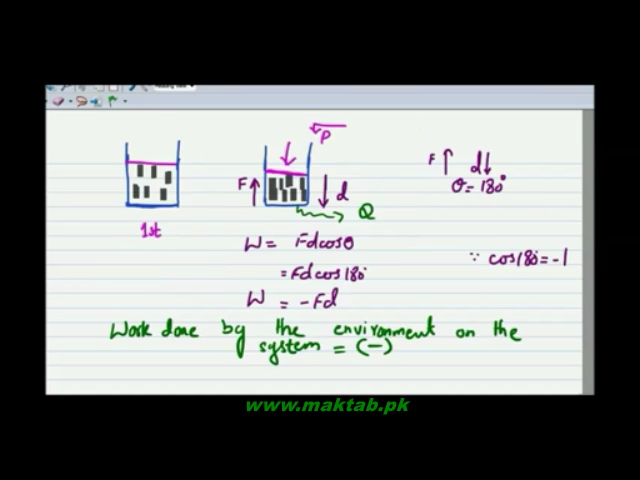 P
F d
Q
1st
F d
θ = 180°
W = Fdcosθ
= Fdcos180°
W = -Fd
∵ cos180° = -1
Work done by the environment on the
system = (-)
www.maktab.pk